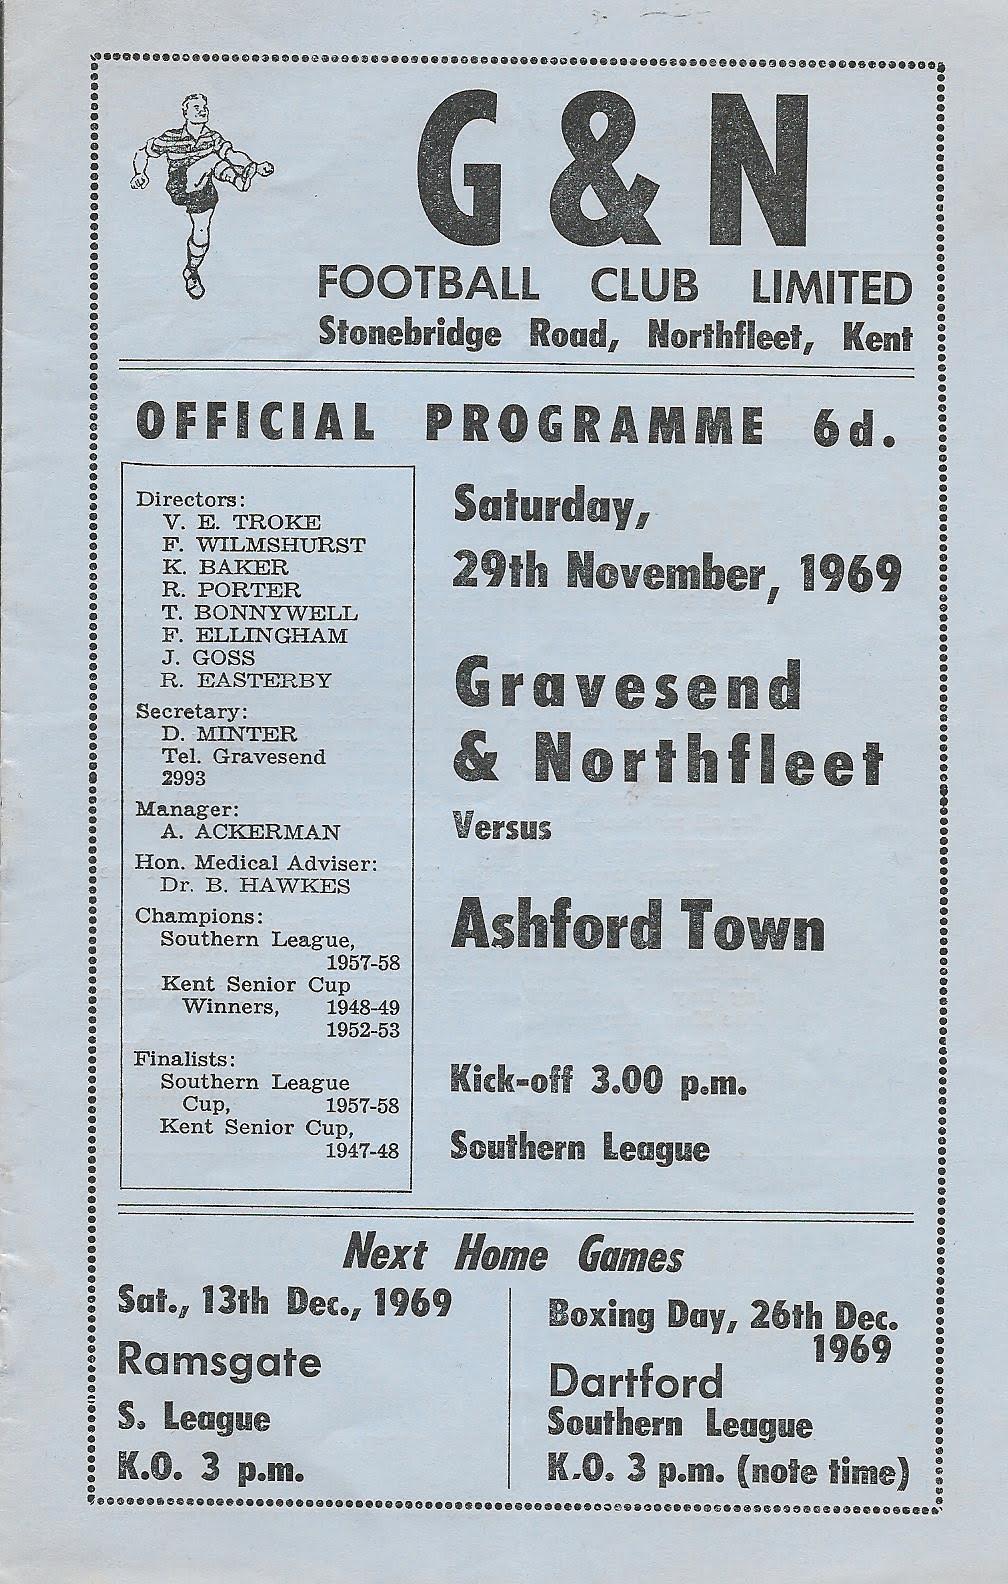 G & N
FOOTBALL CLUB LIMITED
Stonebridge Road, Northfleet, Kent
OFFICIAL PROGRAMME 6d.
Directors:
V. E. TROKE
F. WILMSHURST
K. BAKER
R. PORTER
T. BONNYWELL
F. ELLINGHAM
J. GOSS
R. EASTERBY
Secretary:
D. MINTER
Tel. Gravesend
2993
Manager:
A. ACKERMAN
Hon. Medical Adviser:
Dr. B. HAWKES
Champions:
Southern League,
1957-58
Kent Senior Cup
Winners, 1948-49
1952-53
Finalists:
Southern League
Cup, 1957-58
Kent Senior Cup,
1947-48
Saturday,
29th November, 1969
Gravesend
& Northfleet
Versus
Ashford Town
Kick-off 3.00 p.m.
Southern League
Next Home Games
Sat., 13th Dec., 1969
Ramsgate
S. League
K.O. 3 p.m.
Boxing Day, 26th Dec.
1969
Dartford
Southern League
K.O. 3 p.m. (note time)